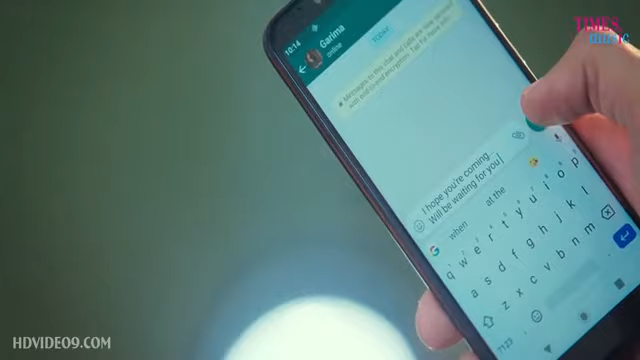 TIMES
music
10:14
Garima
online
TODAY
Messages to this chat and calls are now secured
with end-to-end encryption. Tap for more info.
I hope you're coming...
Will be waiting for you
when
at the
q w e r t y u i o p
a s d f g h j k l
z x c v b n m
?123
HDVIDEO9.COM